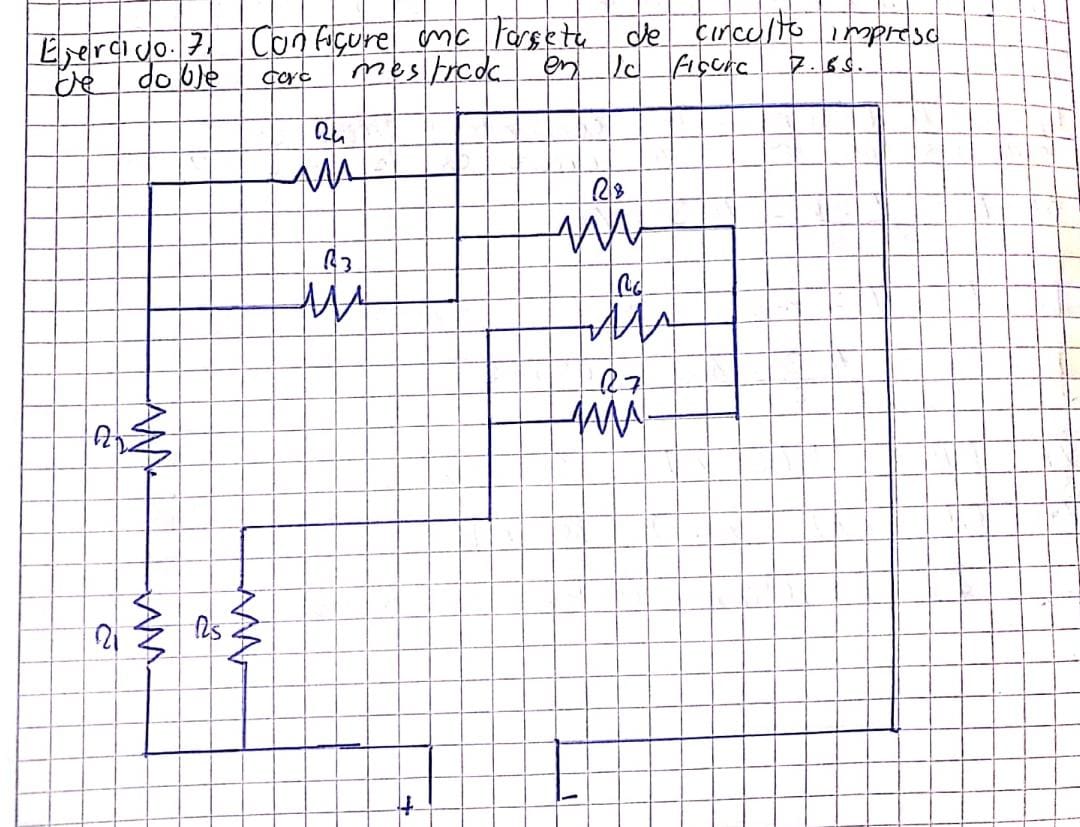 Ejercicio. 7. Configure una tarjeta de circuito impresa
de doble cara mostrada en la figura 7.65.
R4
R8
R3
R6
R7
R2
R1
R5
+
-